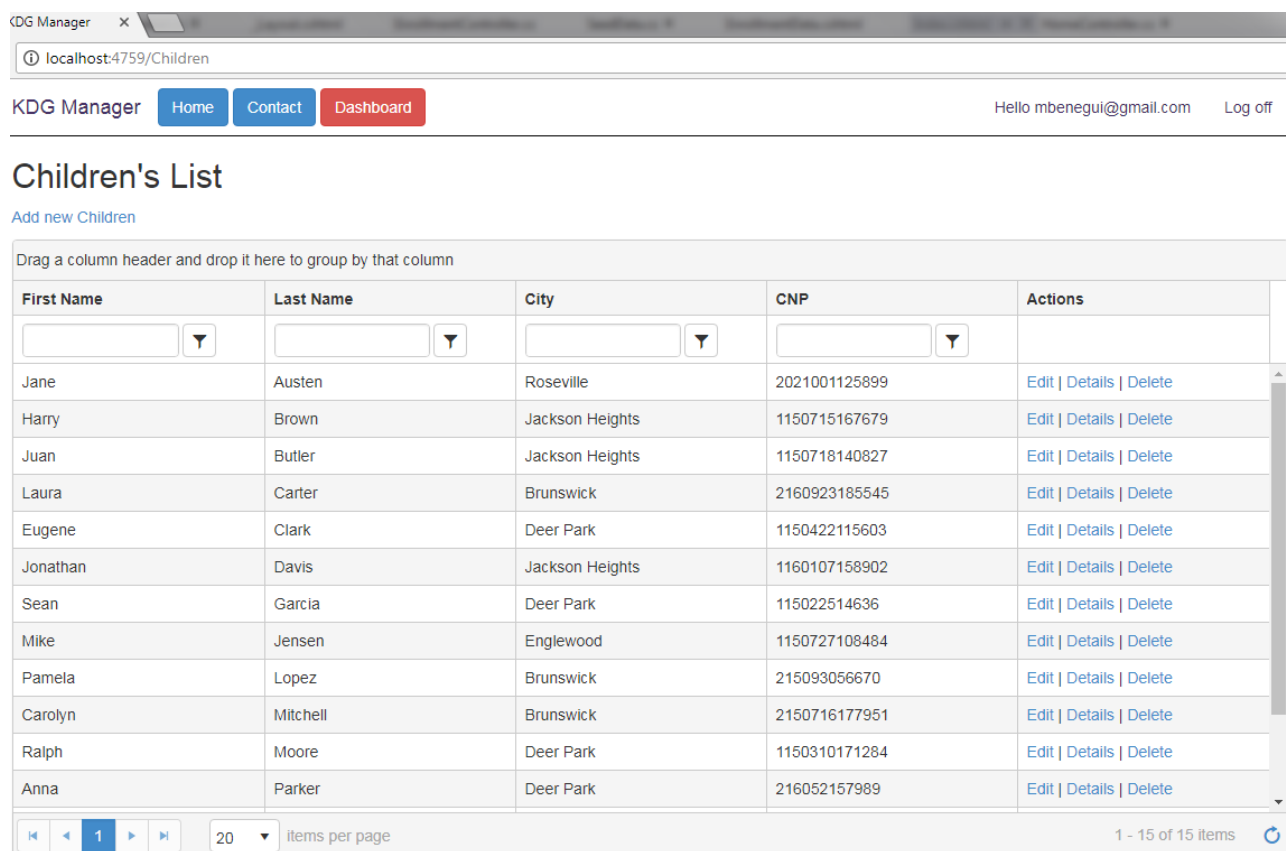 KDG Manager
localhost:4759/Children
KDG Manager Home Contact Dashboard Hello mbenegui@gmail.com Log off
Children's List
Add new Children
Drag a column header and drop it here to group by that column
First Name Last Name City CNP Actions
Jane Austen Roseville 2021001125899 Edit | Details | Delete
Harry Brown Jackson Heights 1150715167679 Edit | Details | Delete
Juan Butler Jackson Heights 1150718140827 Edit | Details | Delete
Laura Carter Brunswick 2160923185545 Edit | Details | Delete
Eugene Clark Deer Park 1150422115603 Edit | Details | Delete
Jonathan Davis Jackson Heights 1160107158902 Edit | Details | Delete
Sean Garcia Deer Park 115022514636 Edit | Details | Delete
Mike Jensen Englewood 1150727108484 Edit | Details | Delete
Pamela Lopez Brunswick 215093056670 Edit | Details | Delete
Carolyn Mitchell Brunswick 2150716177951 Edit | Details | Delete
Ralph Moore Deer Park 1150310171284 Edit | Details | Delete
Anna Parker Deer Park 216052157989 Edit | Details | Delete
1 20 items per page 1 - 15 of 15 items